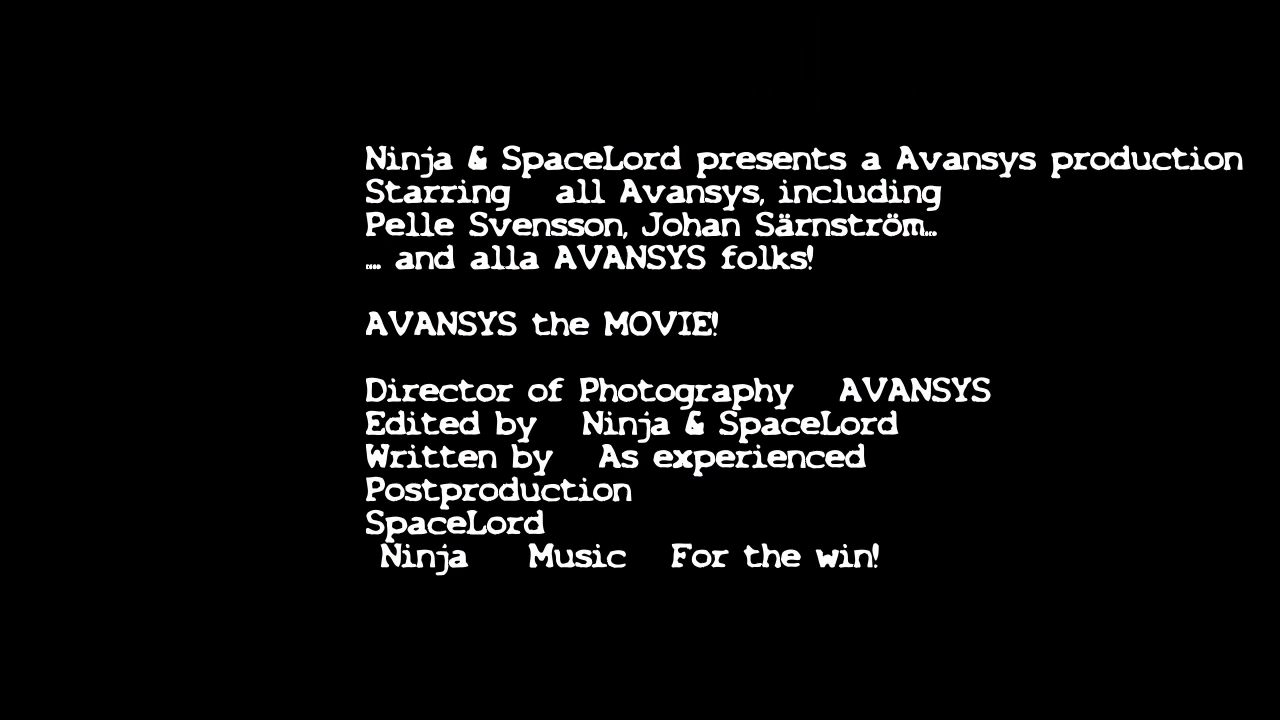 Ninja & SpaceLord presents a Avansys production
Starring all Avansys, including
Pelle Svensson, Johan Särnström...
.... and alla AVANSYS folks!
AVANSYS the MOVIE!
Director of Photography AVANSYS
Edited by Ninja & SpaceLord
Written by As experienced
Postproduction
SpaceLord
Ninja Music For the win!